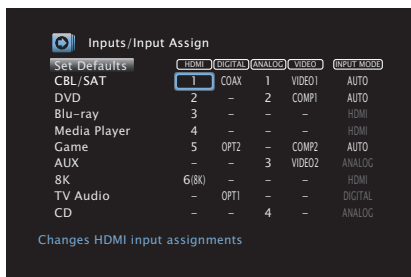 Inputs/Input Assign
Set Defaults HDMI DIGITAL ANALOG VIDEO INPUT MODE
CBL/SAT 1 COAX 1 VIDEO1 AUTO
DVD 2 – 2 COMP1 AUTO
Blu-ray 3 – – – HDMI
Media Player 4 – – – HDMI
Game 5 OPT2 – COMP2 AUTO
AUX – – 3 VIDEO2 ANALOG
8K 6(8K) – – – HDMI
TV Audio – OPT1 – – DIGITAL
CD – – 4 – ANALOG
Changes HDMI input assignments